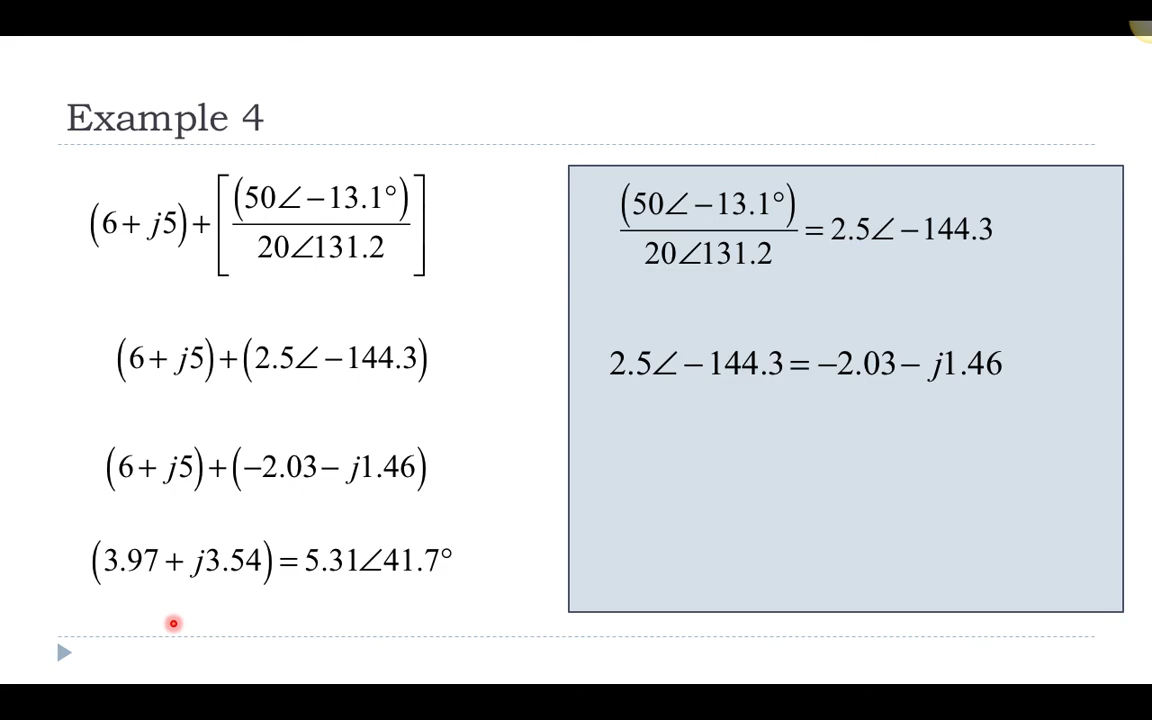 Example 4
(6 + j5) + [(50∠−13.1°) / 20∠131.2]
(6 + j5) + (2.5∠−144.3)
(6 + j5) + (−2.03 − j1.46)
(3.97 + j3.54) = 5.31∠41.7°
(50∠−13.1°) / 20∠131.2 = 2.5∠−144.3
2.5∠−144.3 = −2.03 − j1.46